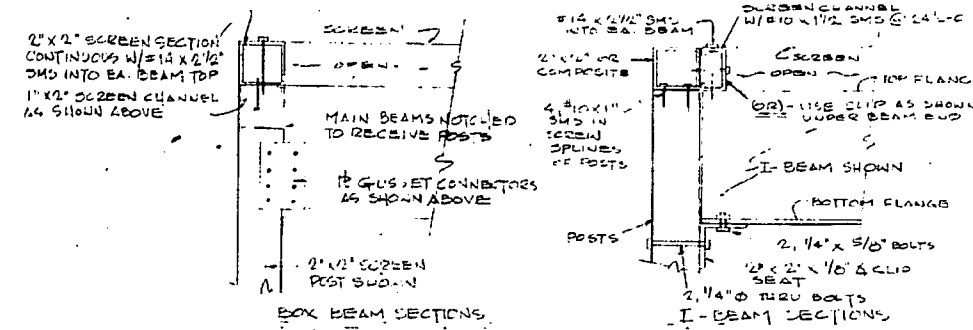 SCREEN
2" x 2" SCREEN SECTION
CONTINUOUS W/ #14 x 2 1/2"
SMS INTO EA. BEAM TOP
OPEN
1" x 2" SCREEN CHANNEL
AS SHOWN ABOVE
MAIN BEAMS NOTCHED
TO RECEIVE POSTS
GUSSET CONNECTORS
AS SHOWN ABOVE
2" x 2" SCREEN
POST SHOWN
BOX BEAM SECTIONS
#14 x 2 1/2" SMS
INTO EA. BEAM
SCREEN CHANNEL
W/ #10 x 1 1/2 SMS @ 24"
2" x 2" OR
COMPOSITE
SCREEN
OPEN
TOP FLANG
(OR) - USE CLIP AS SHOWN
UNDER BEAM END
4, #10 x 1"
SMS IN
SCREEN
SPLINES
OF POSTS
I-BEAM SHOWN
BOTTOM FLANGE
POSTS
2, 1/4" x 5/8" BOLTS
2" x 2" x 1/8" CLIP
SEAT
2, 1/4" Ø THRU BOLTS
I-BEAM SECTIONS